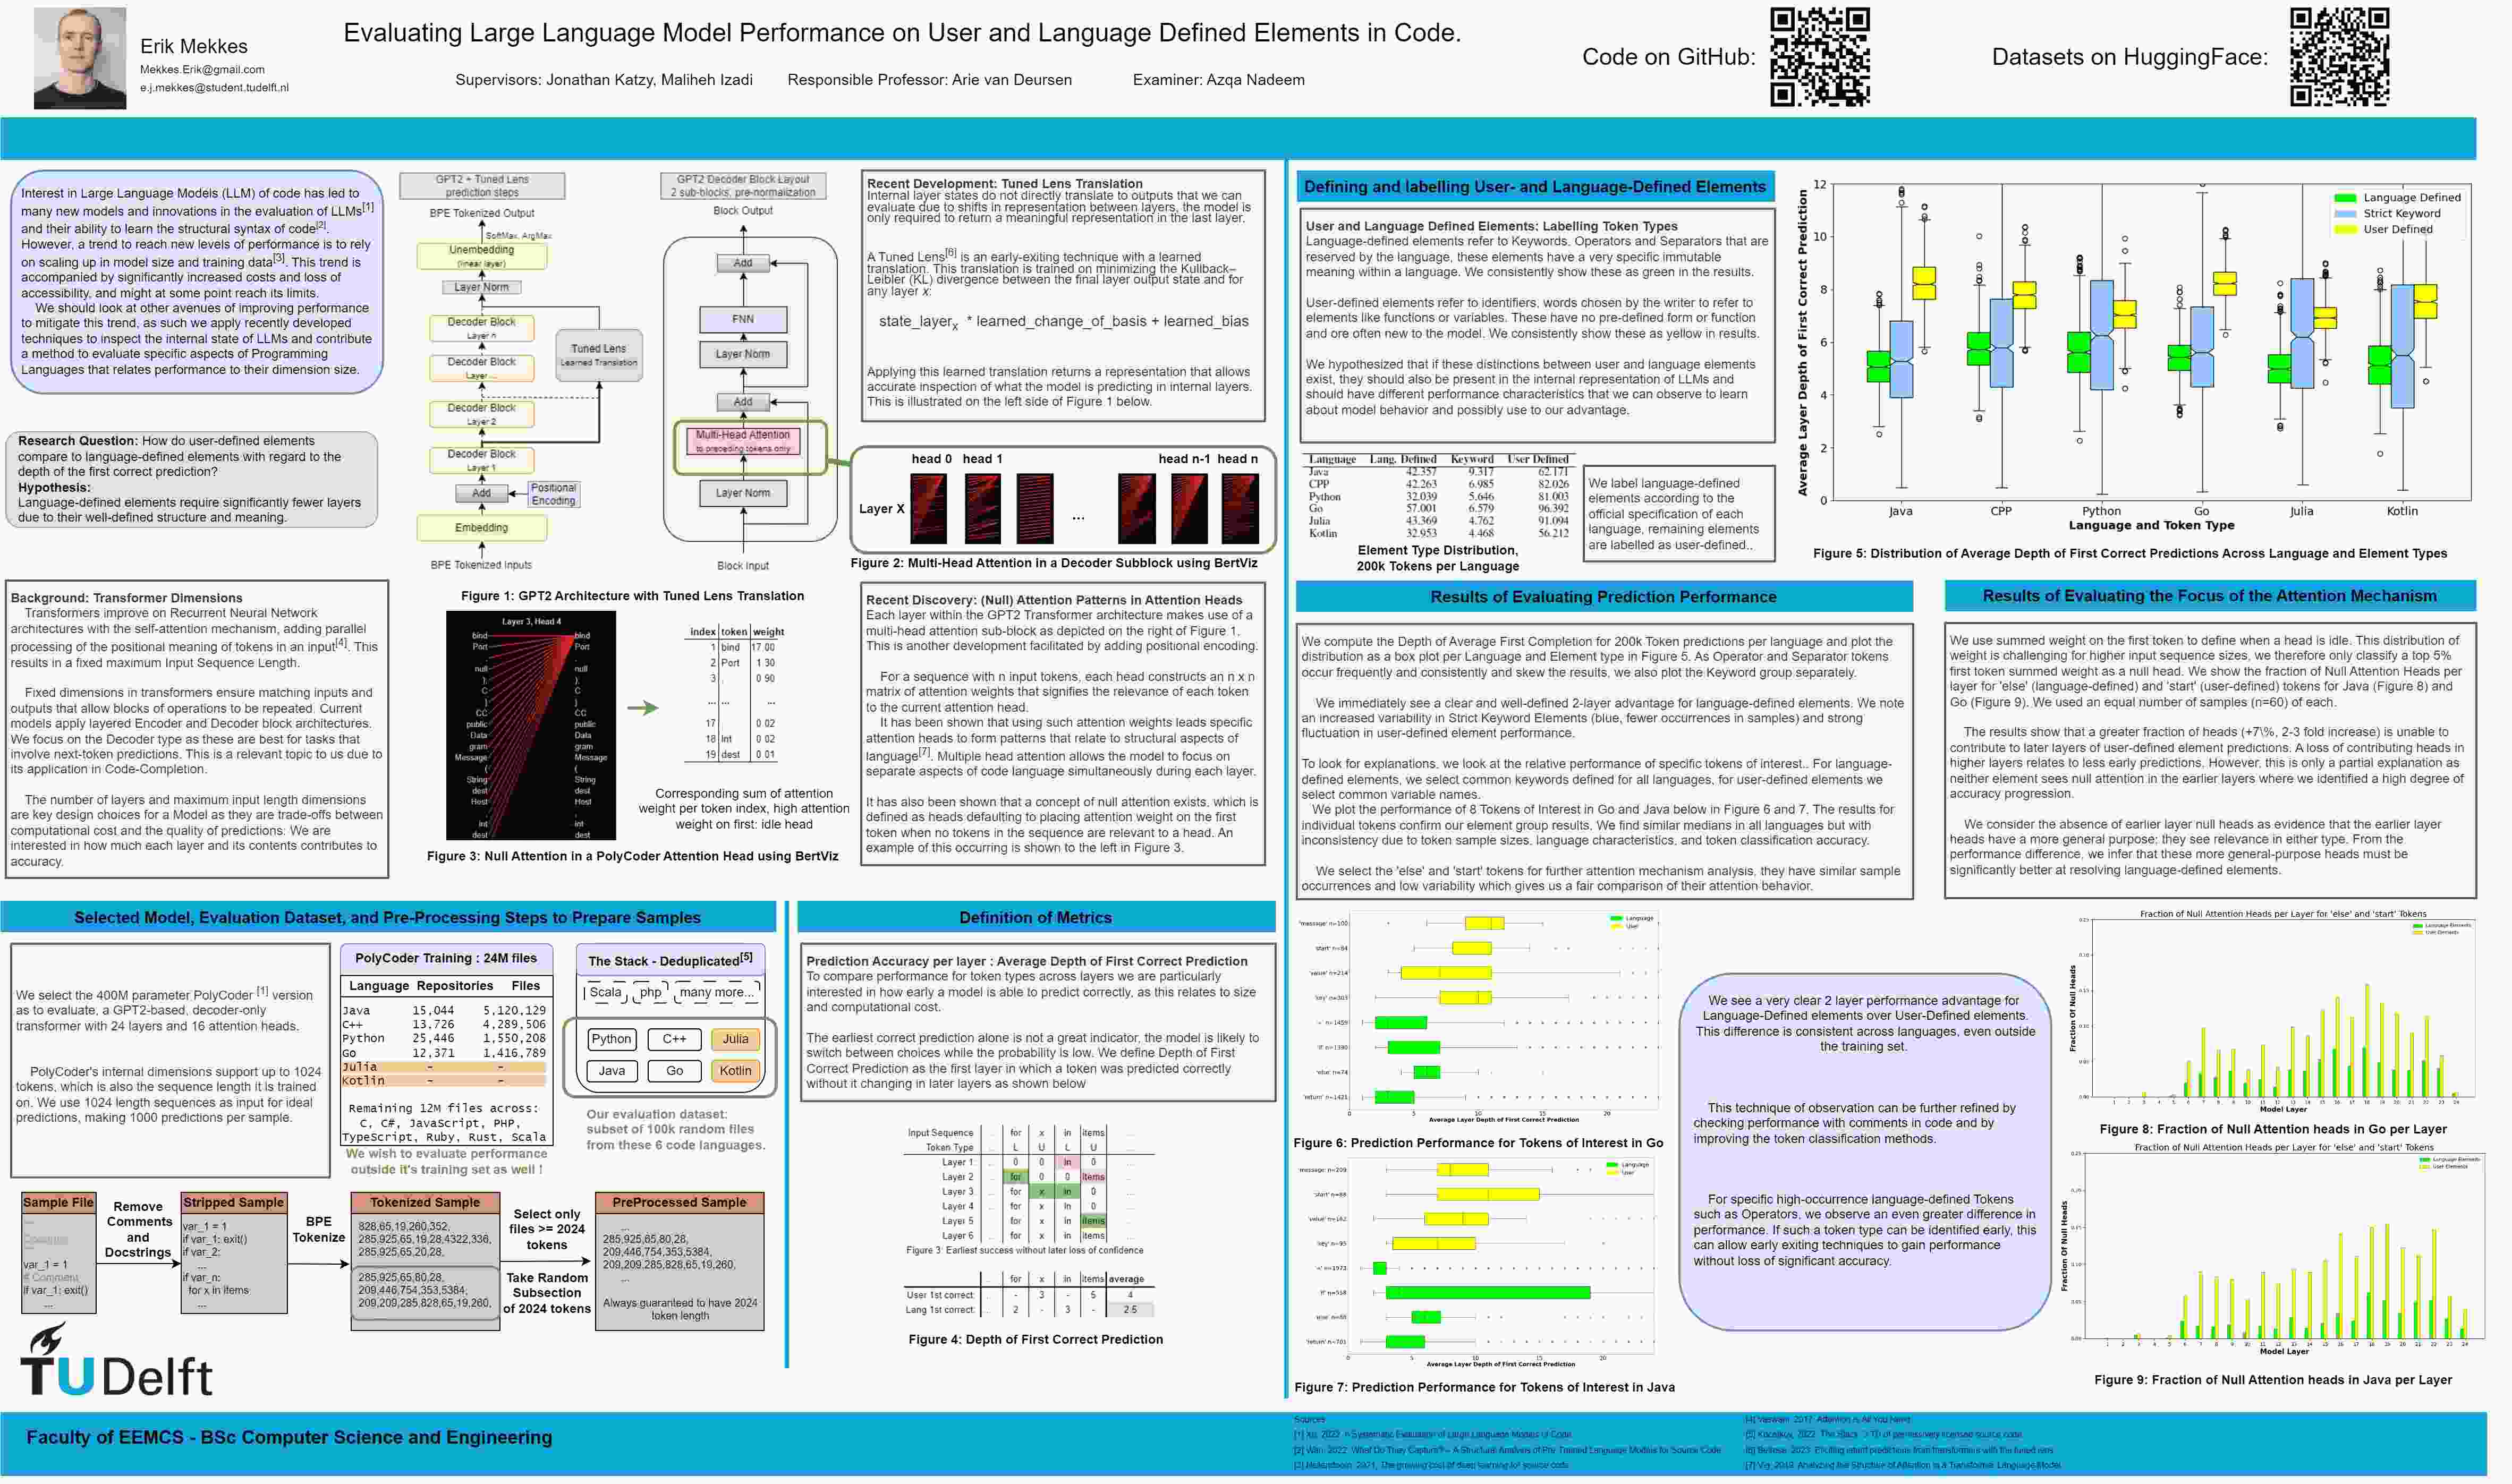 Erik Mekkes
Mekkes.Erik@gmail.com
e.j.mekkes@student.tudelft.nl
Evaluating Large Language Model Performance on User and Language Defined Elements in Code.
Supervisors: Jonathan Katzy, Maliheh Izadi Responsible Professor: Arie van Deursen Examiner: Azqa Nadeem
Code on GitHub:
Datasets on HuggingFace:
Interest in Large Language Models (LLM) of code has led to
many new models and innovations in the evaluation of LLMs[1]
and their ability to learn the structural syntax of code[2].
However, a trend to reach new levels of performance is to rely
on scaling up in model size and training data[3]. This trend is
accompanied by significantly increased costs and loss of
accessibility, and might at some point reach its limits.
We should look at other avenues of improving performance
to mitigate this trend, as such we apply recently developed
techniques to inspect the internal state of LLMs and contribute
a method to evaluate specific aspects of Programming
Languages that relates performance to their dimension size.
Research Question: How do user-defined elements
compare to language-defined elements with regard to the
depth of the first correct prediction?
Hypothesis:
Language-defined elements require significantly fewer layers
due to their well-defined structure and meaning.
GPT2 + Tuned Lens
prediction steps
BPE Tokenized Output
SoftMax, ArgMax
Unembedding
(linear layer)
Layer Norm
Decoder Block
Layer n
Decoder Block
Layer ...
Decoder Block
Layer 2
Decoder Block
Layer 1
Tuned Lens
Learned Translation
Add
Positional
Encoding
Embedding
BPE Tokenized Inputs
GPT2 Decoder Block Layout
2 sub-blocks, pre-normalization
Block Output
Add
FNN
Layer Norm
Add
Multi-Head Attention
to preceding tokens only
Layer Norm
Block Input
Figure 1: GPT2 Architecture with Tuned Lens Translation
Recent Development: Tuned Lens Translation
Internal layer states do not directly translate to outputs that we can
evaluate due to shifts in representation between layers, the model is
only required to return a meaningful representation in the last layer.
A Tuned Lens[6] is an early-exiting technique with a learned
translation. This translation is trained on minimizing the Kullback–
Leibler (KL) divergence between the final layer output state and for
any layer x:
state_layerx * learned_change_of_basis + learned_bias
Applying this learned translation returns a representation that allows
accurate inspection of what the model is predicting in internal layers.
This is illustrated on the left side of Figure 1 below.
head 0 head 1 head n-1 head n
Layer X
...
Figure 2: Multi-Head Attention in a Decoder Subblock using BertViz
Background: Transformer Dimensions
Transformers improve on Recurrent Neural Network
architectures with the self-attention mechanism, adding parallel
processing of the positional meaning of tokens in an input[4]. This
results in a fixed maximum Input Sequence Length.
Fixed dimensions in transformers ensure matching inputs and
outputs that allow blocks of operations to be repeated. Current
models apply layered Encoder and Decoder block architectures.
We focus on the Decoder type as these are best for tasks that
involve next-token predictions. This is a relevant topic to us due to
its application in Code-Completion.
The number of layers and maximum input length dimensions
are key design choices for a Model as they are trade-offs between
computational cost and the quality of predictions. We are
interested in how much each layer and its contents contributes to
accuracy.
Layer 3, Head 4
bind bind
Port Port
null null
); );
C C
} }
CC CC
public public
Data Data
gram gram
Message Message
( (
String String
dest dest
Host Host
, ,
int int
dest dest
index token weight
1 bind 17.00
2 Port 1 30
3 . 0 90
... ... ...
17 0 02
18 int 0 02
19 dest 0 01
Corresponding sum of attention
weight per token index, high attention
weight on first: idle head
Figure 3: Null Attention in a PolyCoder Attention Head using BertViz
Recent Discovery: (Null) Attention Patterns in Attention Heads
Each layer within the GPT2 Transformer architecture makes use of a
multi-head attention sub-block as depicted on the right of Figure 1.
This is another development facilitated by adding positional encoding.
For a sequence with n input tokens, each head constructs an n x n
matrix of attention weights that signifies the relevance of each token
to the current attention head.
It has been shown that using such attention weights leads specific
attention heads to form patterns that relate to structural aspects of
language[7]. Multiple head attention allows the model to focus on
separate aspects of code language simultaneously during each layer.
It has also been shown that a concept of null attention exists, which is
defined as heads defaulting to placing attention weight on the first
token when no tokens in the sequence are relevant to a head. An
example of this occurring is shown to the left in Figure 3.
Selected Model, Evaluation Dataset, and Pre-Processing Steps to Prepare Samples
We select the 400M parameter PolyCoder [1] version
as to evaluate, a GPT2-based, decoder-only
transformer with 24 layers and 16 attention heads.
PolyCoder's internal dimensions support up to 1024
tokens, which is also the sequence length it is trained
on. We use 1024 length sequences as input for ideal
predictions, making 1000 predictions per sample.
PolyCoder Training : 24M files
Language Repositories Files
Java 15,044 5,120,129
C++ 13,726 4,289,506
Python 25,446 1,550,208
Go 12,371 1,416,789
Julia - -
Kotlin - -
Remaining 12M files across:
C, C#, JavaScript, PHP,
TypeScript, Ruby, Rust, Scala
We wish to evaluate performance
outside it's training set as well !
The Stack - Deduplicated[5]
Scala php many more...
Python C++ Julia
Java Go Kotlin
Our evaluation dataset:
subset of 100k random files
from these 6 code languages.
Sample File
var_1 = 1
# Comment
if var_1: exit()
...
Remove
Comments
and
Docstrings
Stripped Sample
var_1 = 1
if var_1: exit()
if var_2:
...
if var_n:
for x in items
...
BPE
Tokenize
Tokenized Sample
828,65,19,260,352,
285,925,65,19,28,4322,336,
285,925,65,20,28,
...
285,925,65,80,28,
209,446,754,353,5384,
209,209,285,828,65,19,260,
Select only
files >= 2024
tokens
Take Random
Subsection
of 2024 tokens
PreProcessed Sample
...
285,925,65,80,28,
209,446,754,353,5384,
209,209,285,828,65,19,260,
...
Always guaranteed to have 2024
token length
TUDelft
Definition of Metrics
Prediction Accuracy per layer : Average Depth of First Correct Prediction
To compare performance for token types across layers we are particularly
interested in how early a model is able to predict correctly, as this relates to size
and computational cost.
The earliest correct prediction alone is not a great indicator, the model is likely to
switch between choices while the probability is low. We define Depth of First
Correct Prediction as the first layer in which a token was predicted correctly
without it changing in later layers as shown below
Input Sequence ... for x in items ...
Token Type ... L U L U ...
Layer 1 ... 0 0 in 0 ...
Layer 2 ... for 0 0 items ...
Layer 3 ... for x in 0 ...
Layer 4 ... for x in 0 ...
Layer 5 ... for x in items ...
Layer 6 ... for x in items ...
Figure 3: Earliest success without later loss of confidence
... for x in items average
User 1st correct: ... - 3 - 5 4
Lang 1st correct: ... 2 - 3 - 2.5
Figure 4: Depth of First Correct Prediction
Defining and labelling User- and Language-Defined Elements
User and Language Defined Elements: Labelling Token Types
Language-defined elements refer to Keywords, Operators and Separators that are
reserved by the language, these elements have a very specific immutable
meaning within a language. We consistently show these as green in the results.
User-defined elements refer to identifiers, words chosen by the writer to refer to
elements like functions or variables. These have no pre-defined form or function
and ore often new to the model. We consistently show these as yellow in results.
We hypothesized that if these distinctions between user and language elements
exist, they should also be present in the internal representation of LLMs and
should have different performance characteristics that we can observe to learn
about model behavior and possibly use to our advantage.
Language Lang. Defined Keyword User Defined
Java 42.357 9.317 62.171
CPP 42.263 6.985 82.026
Python 32.039 5.646 81.003
Go 57.001 6.579 96.392
Julia 43.369 4.762 91.094
Kotlin 32.953 4.468 56.212
Element Type Distribution,
200k Tokens per Language
We label language-defined
elements according to the
official specification of each
language, remaining elements
are labelled as user-defined..
Average Layer Depth of First Correct Prediction
12
10
8
6
4
2
0
Language Defined
Strict Keyword
User Defined
Java CPP Python Go Julia Kotlin
Language and Token Type
Figure 5: Distribution of Average Depth of First Correct Predictions Across Language and Element Types
Results of Evaluating Prediction Performance
We compute the Depth of Average First Completion for 200k Token predictions per language and plot the
distribution as a box plot per Language and Element type in Figure 5. As Operator and Separator tokens
occur frequently and consistently and skew the results, we also plot the Keyword group separately.
We immediately see a clear and well-defined 2-layer advantage for language-defined elements. We note
an increased variability in Strict Keyword Elements (blue, fewer occurrences in samples) and strong
fluctuation in user-defined element performance.
To look for explanations, we look at the relative performance of specific tokens of interest.. For language-
defined elements, we select common keywords defined for all languages, for user-defined elements we
select common variable names.
We plot the performance of 8 Tokens of Interest in Go and Java below in Figure 6 and 7. The results for
individual tokens confirm our element group results. We find similar medians in all languages but with
inconsistency due to token sample sizes, language characteristics, and token classification accuracy.
We select the 'else' and 'start' tokens for further attention mechanism analysis, they have similar sample
occurrences and low variability which gives us a fair comparison of their attention behavior.
Results of Evaluating the Focus of the Attention Mechanism
We use summed weight on the first token to define when a head is idle. This distribution of
weight is challenging for higher input sequence sizes, we therefore only classify a top 5%
first token summed weight as a null head. We show the fraction of Null Attention Heads per
layer for 'else' (language-defined) and 'start' (user-defined) tokens for Java (Figure 8) and
Go (Figure 9). We used an equal number of samples (n=60) of each.
The results show that a greater fraction of heads (+7\%, 2-3 fold increase) is unable to
contribute to later layers of user-defined element predictions. A loss of contributing heads in
higher layers relates to less early predictions. However, this is only a partial explanation as
neither element sees null attention in the earlier layers where we identified a high degree of
accuracy progression.
We consider the absence of earlier layer null heads as evidence that the earlier layer
heads have a more general purpose; they see relevance in either type. From the
performance difference, we infer that these more general-purpose heads must be
significantly better at resolving language-defined elements.
'message' n=100
'start' n=84
'value' n=214
'key' n=303
'=' n=1459
'if' n=1380
'else' n=74
'return' n=1421
Language
User
0 5 10 15 20
Average Layer Depth of First Correct Prediction
Figure 6: Prediction Performance for Tokens of Interest in Go
'message' n=209
'start' n=88
'value' n=162
'key' n=95
'=' n=1973
'if' n=558
'else' n=88
'return' n=701
Language
User
0 5 10 15 20
Average Layer Depth of First Correct Prediction
Figure 7: Prediction Performance for Tokens of Interest in Java
We see a very clear 2 layer performance advantage for
Language-Defined elements over User-Defined elements.
This difference is consistent across languages, even outside
the training set.
This technique of observation can be further refined by
checking performance with comments in code and by
improving the token classification methods.
For specific high-occurrence language-defined Tokens
such as Operators, we observe an even greater difference in
performance. If such a token type can be identified early, this
can allow early exiting techniques to gain performance
without loss of significant accuracy.
Fraction of Null Attention Heads per Layer for 'else' and 'start' Tokens
Language Elements
User Elements
Fraction Of Null Heads
0.25
0.20
0.15
0.10
0.05
0.00
1 2 3 4 5 6 7 8 9 10 11 12 13 14 15 16 17 18 19 20 21 22 23 24
Model Layer
Figure 8: Fraction of Null Attention heads in Go per Layer
Fraction of Null Attention Heads per Layer for 'else' and 'start' Tokens
Language Elements
User Elements
Fraction Of Null Heads
0.25
0.20
0.15
0.10
0.05
0.00
1 2 3 4 5 6 7 8 9 10 11 12 13 14 15 16 17 18 19 20 21 22 23 24
Model Layer
Figure 9: Fraction of Null Attention heads in Java per Layer
Faculty of EEMCS - BSc Computer Science and Engineering
Sources
[1] Xu, 2022. A Systematic Evaluation of Large Language Models of Code
[2] Wan, 2022. What Do They Capture? – A Structural Analysis of Pre-Trained Language Models for Source Code
[3] 2021, The growing cost of deep learning for source code
[4] Vaswani, 2017. Attention is All You Need
[5] Kocetkov, 2022. The Stack: 3 TB of permissively licensed source code
[6] Belrose, 2023. Eliciting latent predictions from transformers with the tuned lens
[7] Vig, 2019. Analyzing the Structure of Attention in a Transformer Language Model